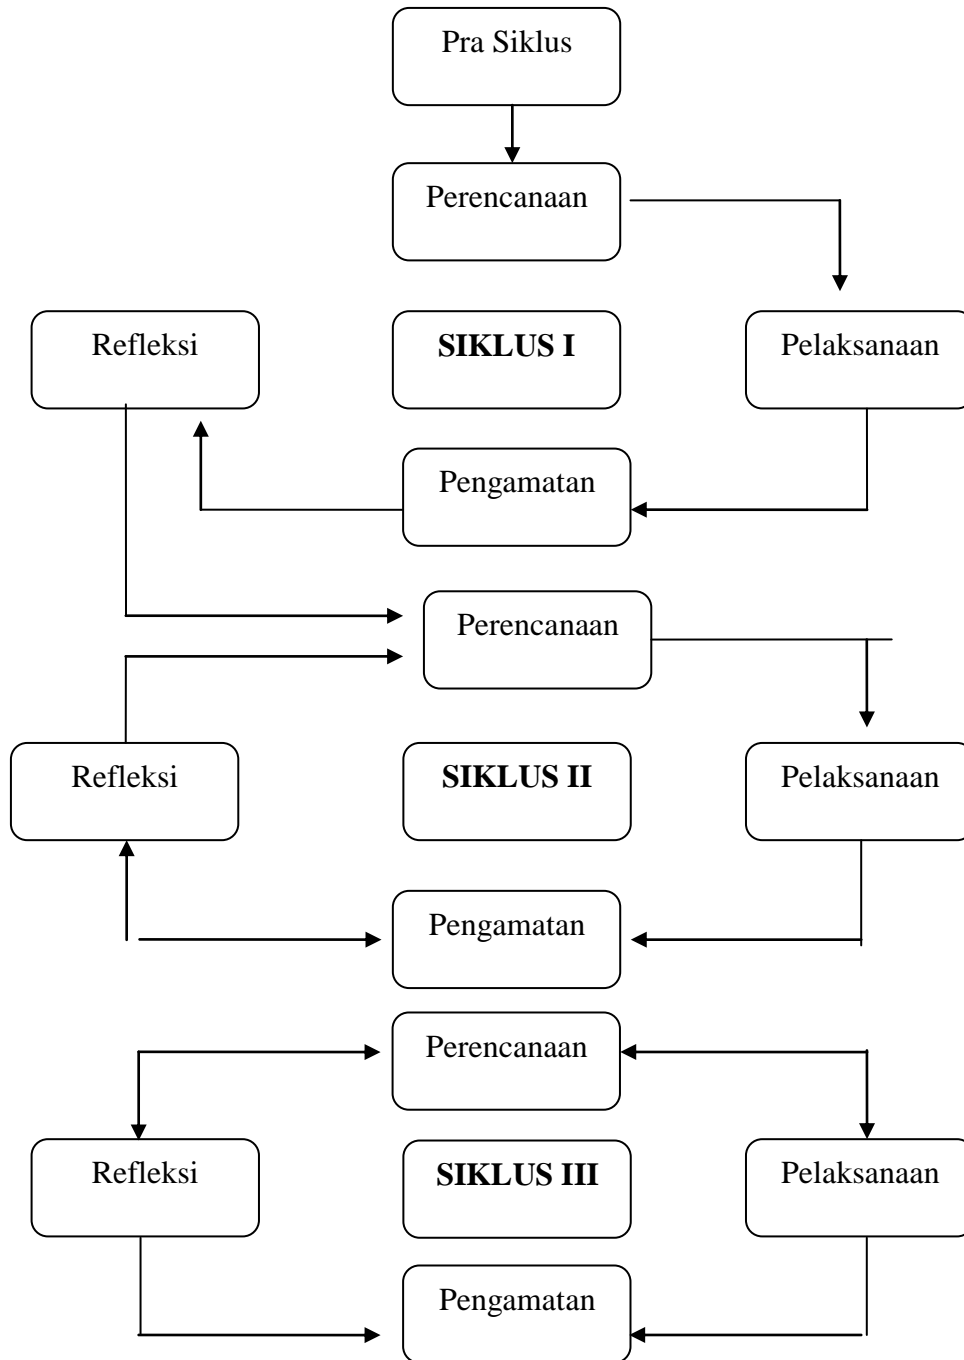 Pra Siklus
Perencanaan
Refleksi
SIKLUS I
Pelaksanaan
Pengamatan
Perencanaan
Refleksi
SIKLUS II
Pelaksanaan
Pengamatan
Perencanaan
Refleksi
SIKLUS III
Pelaksanaan
Pengamatan